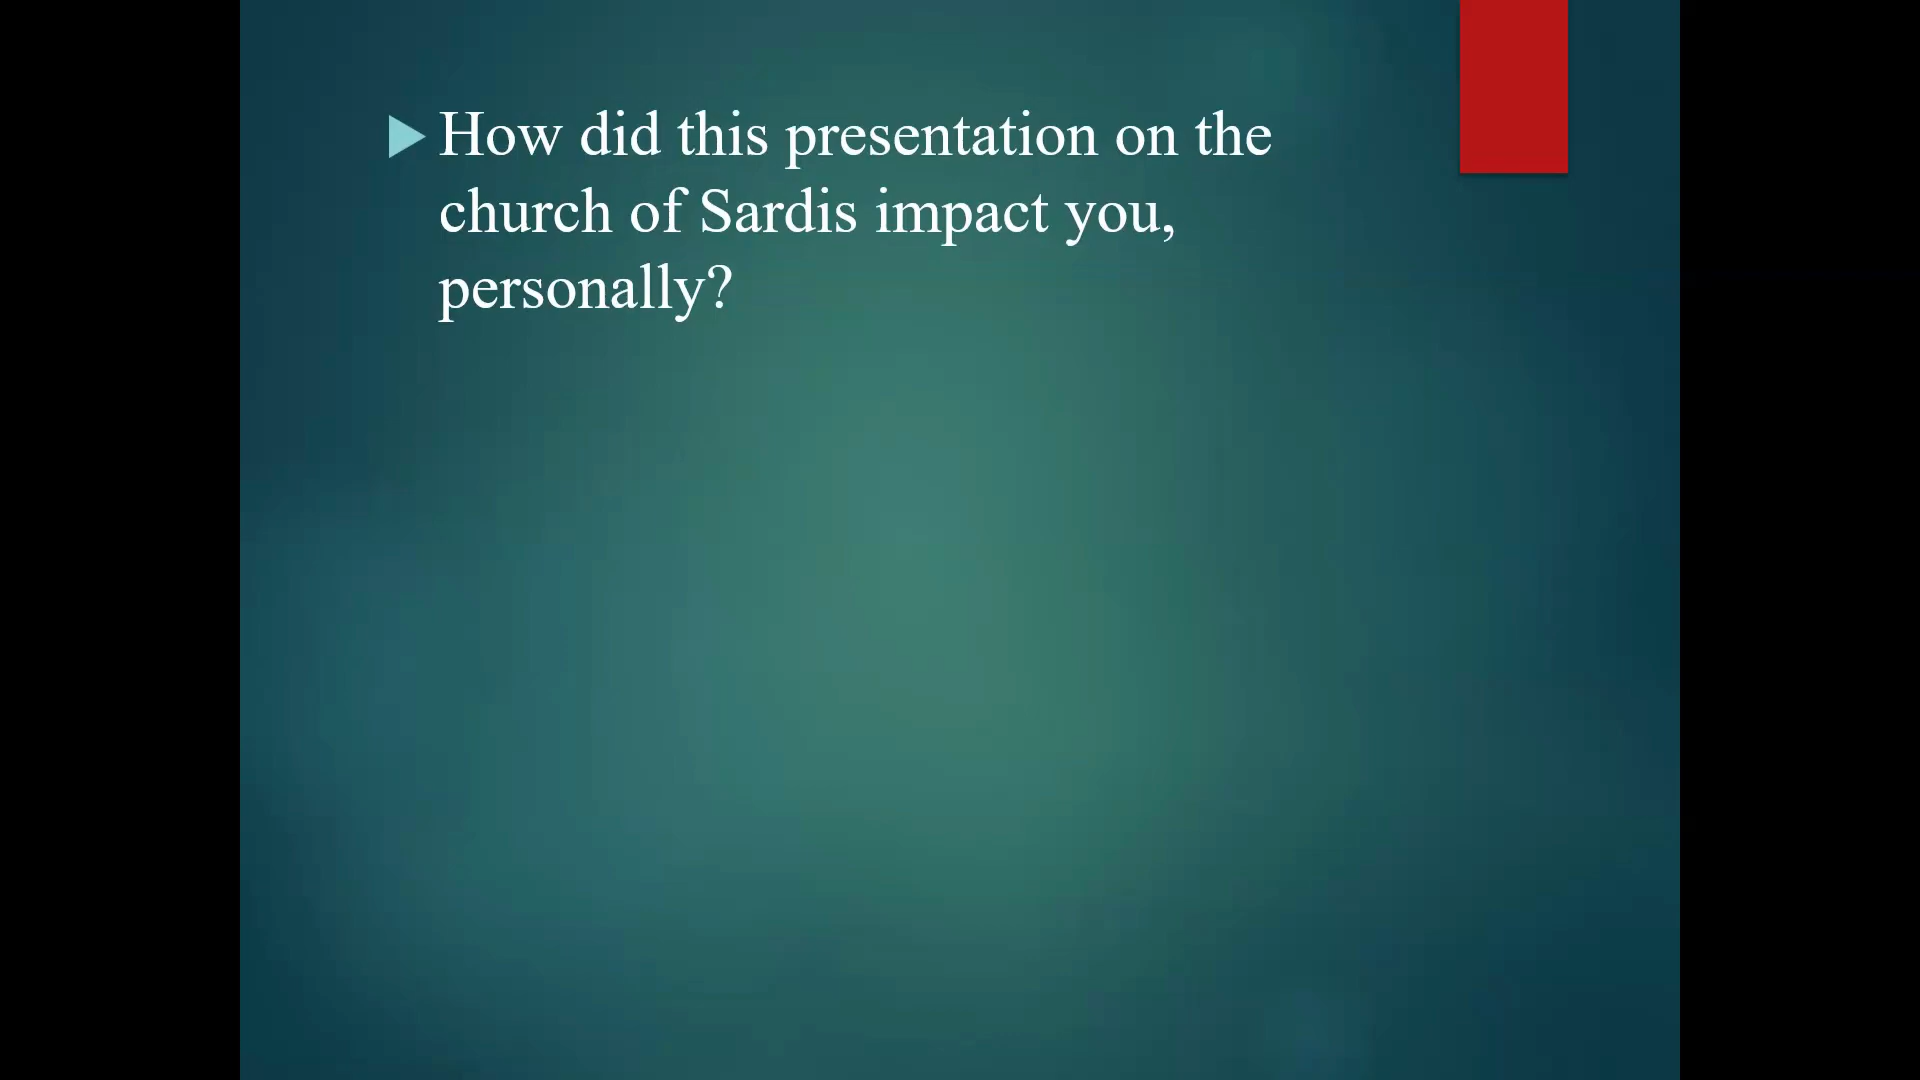 How did this presentation on the
church of Sardis impact you,
personally?